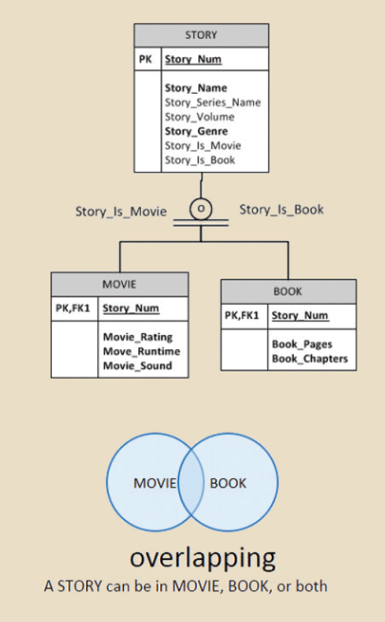 STORY
PK Story_Num
Story_Name
Story_Series_Name
Story_Volume
Story_Genre
Story_Is_Movie
Story_Is_Book
Story_Is_Movie O Story_Is_Book
MOVIE
PK,FK1 Story_Num
Movie_Rating
Move_Runtime
Movie_Sound
BOOK
PK,FK1 Story_Num
Book_Pages
Book_Chapters
MOVIE BOOK
overlapping
A STORY can be in MOVIE, BOOK, or both